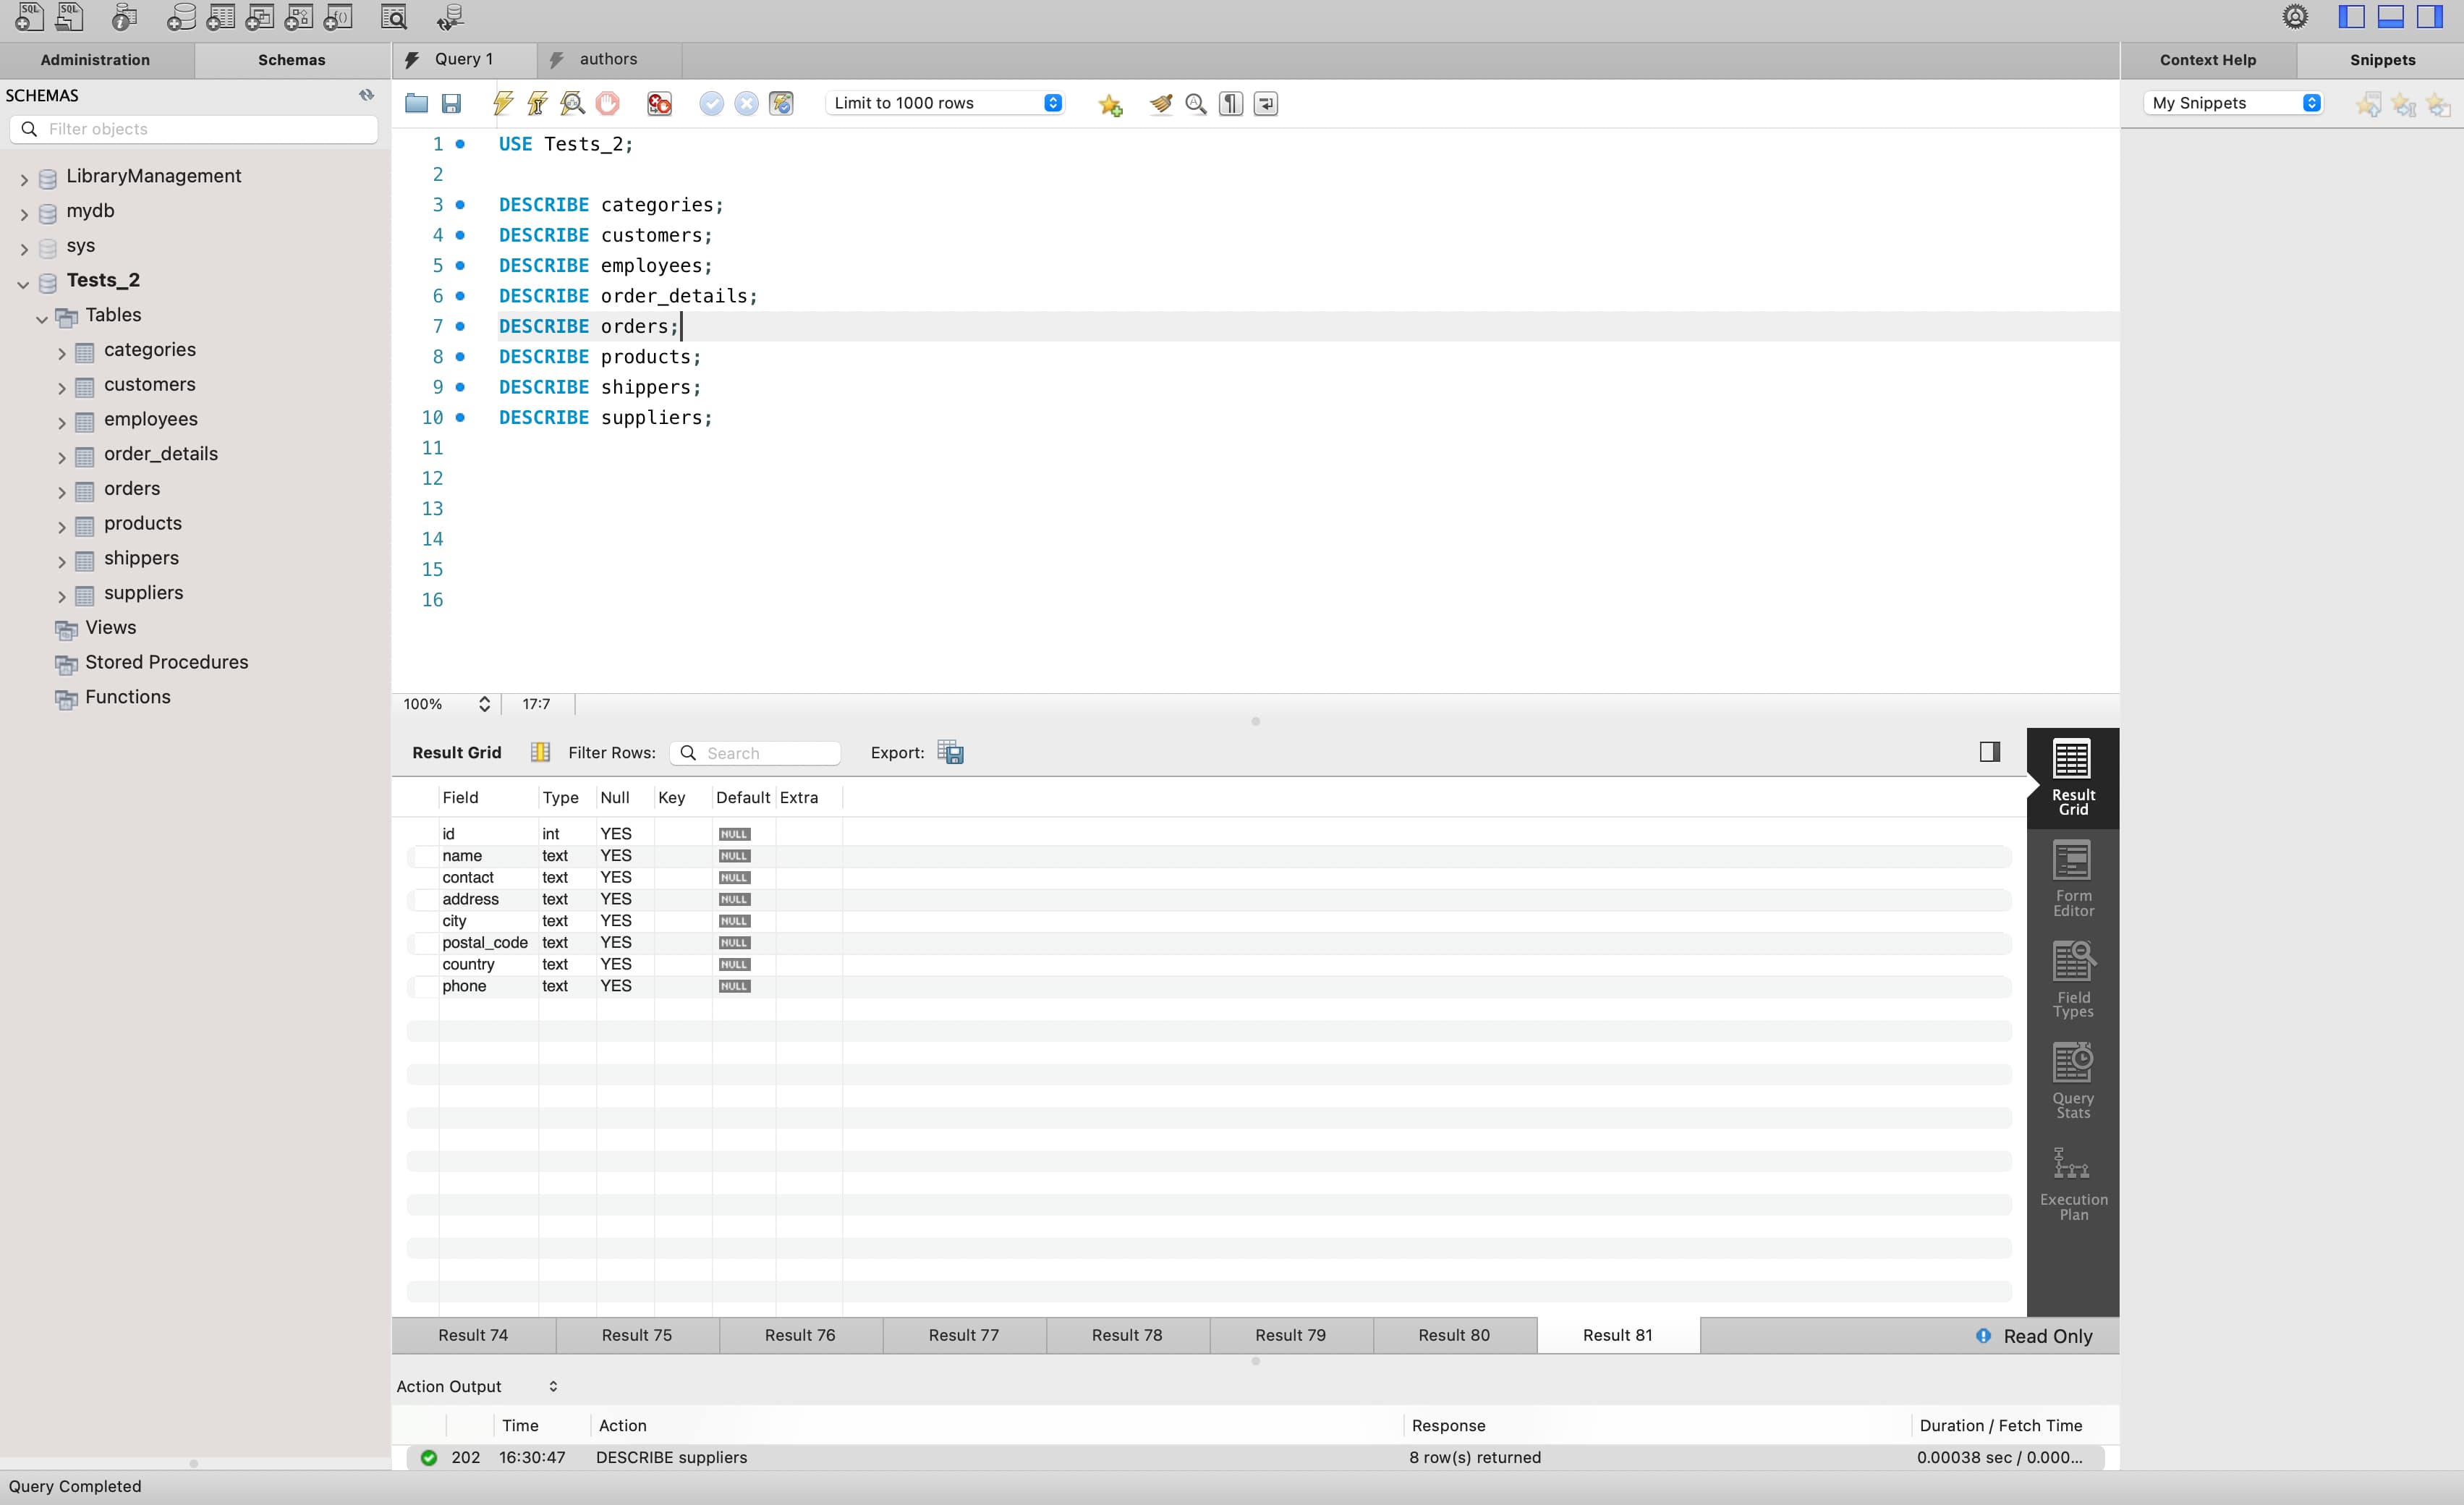 SQL SQL
Administration Schemas Query 1 authors Context Help Snippets
SCHEMAS
Filter objects
Limit to 1000 rows
My Snippets
LibraryManagement
mydb
sys
Tests_2
Tables
categories
customers
employees
order_details
orders
products
shippers
suppliers
Views
Stored Procedures
Functions
1 USE Tests_2;
2
3 DESCRIBE categories;
4 DESCRIBE customers;
5 DESCRIBE employees;
6 DESCRIBE order_details;
7 DESCRIBE orders;
8 DESCRIBE products;
9 DESCRIBE shippers;
10 DESCRIBE suppliers;
11
12
13
14
15
16
100% 17:7
Result Grid Filter Rows: Search Export:
Field Type Null Key Default Extra
id int YES NULL
name text YES NULL
contact text YES NULL
address text YES NULL
city text YES NULL
postal_code text YES NULL
country text YES NULL
phone text YES NULL
Result
Grid
Form
Editor
Field
Types
Query
Stats
Execution
Plan
Result 74 Result 75 Result 76 Result 77 Result 78 Result 79 Result 80 Result 81 Read Only
Action Output
Time Action Response Duration / Fetch Time
202 16:30:47 DESCRIBE suppliers 8 row(s) returned 0.00038 sec / 0.000...
Query Completed